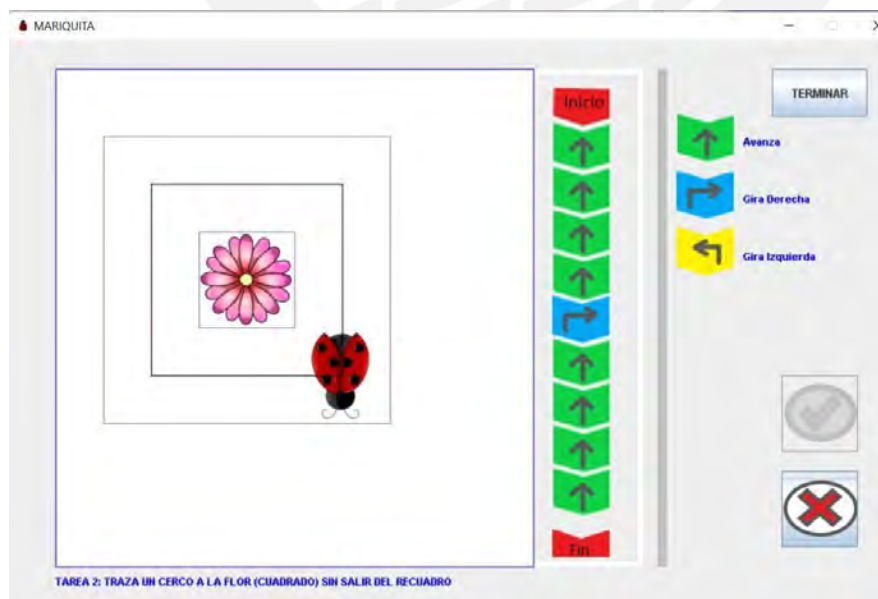 MARIQUITA
TERMINAR
Inicio
Avanza
Gira Derecha
Gira Izquierda
Fin
TAREA 2: TRAZA UN CERCO A LA FLOR (CUADRADO) SIN SALIR DEL RECUADRO